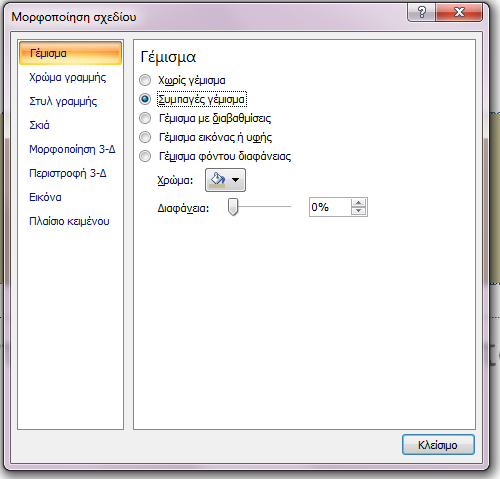 Μορφοποίηση σχεδίου
Γέμισμα
Χρώμα γραμμής
Στυλ γραμμής
Σκιά
Μορφοποίηση 3-Δ
Περιστροφή 3-Δ
Εικόνα
Πλαίσιο κειμένου
Γέμισμα
Χωρίς γέμισμα
Συμπαγές γέμισμα
Γέμισμα με διαβαθμίσεις
Γέμισμα εικόνας ή υφής
Γέμισμα φόντου διαφάνειας
Χρώμα:
Διαφάνεια: 0%
Κλείσιμο